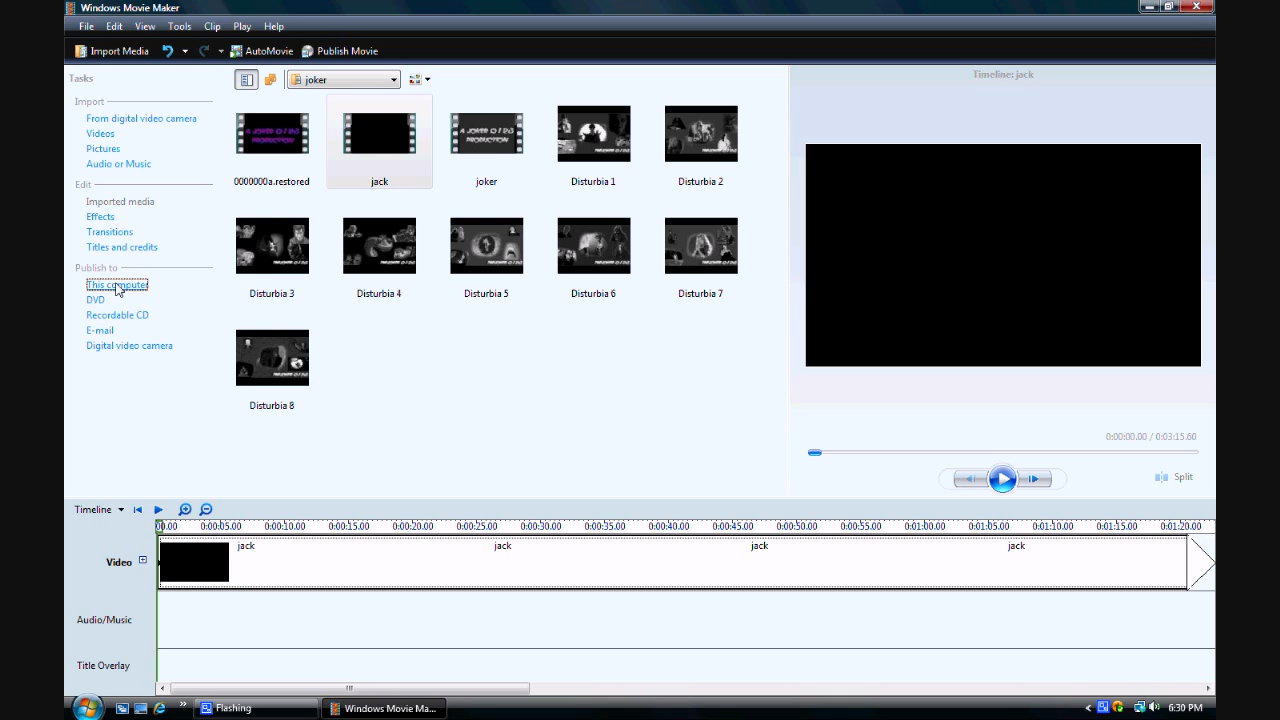 Windows Movie Maker
File Edit View Tools Clip Play Help
Import Media AutoMovie Publish Movie
Tasks
Import
From digital video camera
Videos
Pictures
Audio or Music
Edit
Imported media
Effects
Transitions
Titles and credits
Publish to
This computer
DVD
Recordable CD
E-mail
Digital video camera
joker
A JOKER
PRODUCTION
A JOKER
PRODUCTION
0000000a.restored jack joker Disturbia 1 Disturbia 2
Disturbia 3 Disturbia 4 Disturbia 5 Disturbia 6 Disturbia 7
Disturbia 8
Timeline: jack
0:00:00.00 / 0:03:15.60
Split
Timeline
00.00 0:00:05.00 0:00:10.00 0:00:15.00 0:00:20.00 0:00:25.00 0:00:30.00 0:00:35.00 0:00:40.00 0:00:45.00 0:00:50.00 0:00:55.00 0:01:00.00 0:01:05.00 0:01:10.00 0:01:15.00 0:01:20.00
Video jack jack jack jack
Audio/Music
Title Overlay
Flashing Windows Movie Ma... 6:30 PM